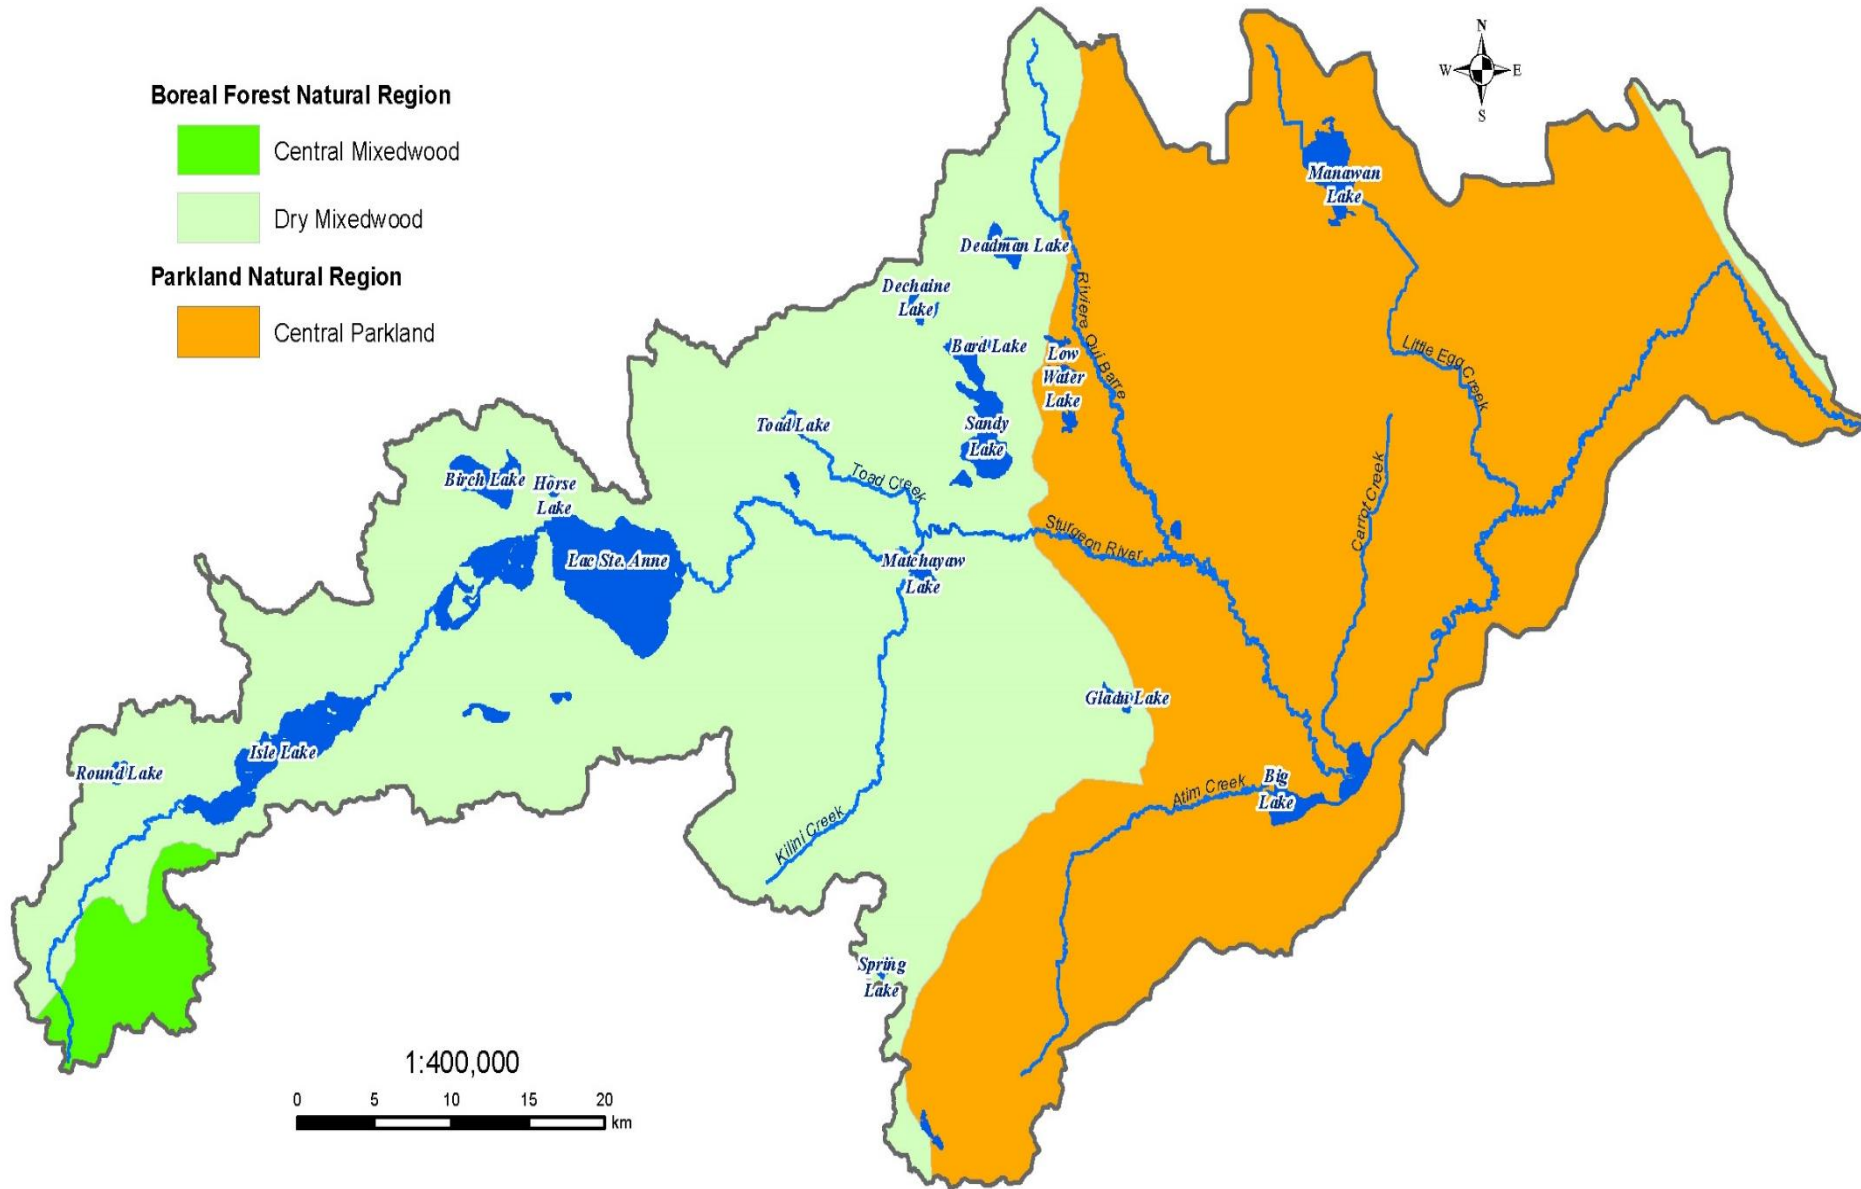 Boreal Forest Natural Region
Central Mixedwood
Dry Mixedwood
Parkland Natural Region
Central Parkland
N
W
E
S
Manawan
Lake
Deadman Lake
Dechaine
Lake
Riviere Qui Barre
Bard Lake
Low
Water
Lake
Little Egg Creek
Toad Lake
Sandy
Lake
Birch Lake
Horse
Lake
Toad Creek
Carrot Creek
Sturgeon River
Lac Ste. Anne
Matchayaw
Lake
Gladu Lake
Isle Lake
Round Lake
Big
Lake
Atim Creek
Kilini Creek
Spring
Lake
1:400,000
0 5 10 15 20
km